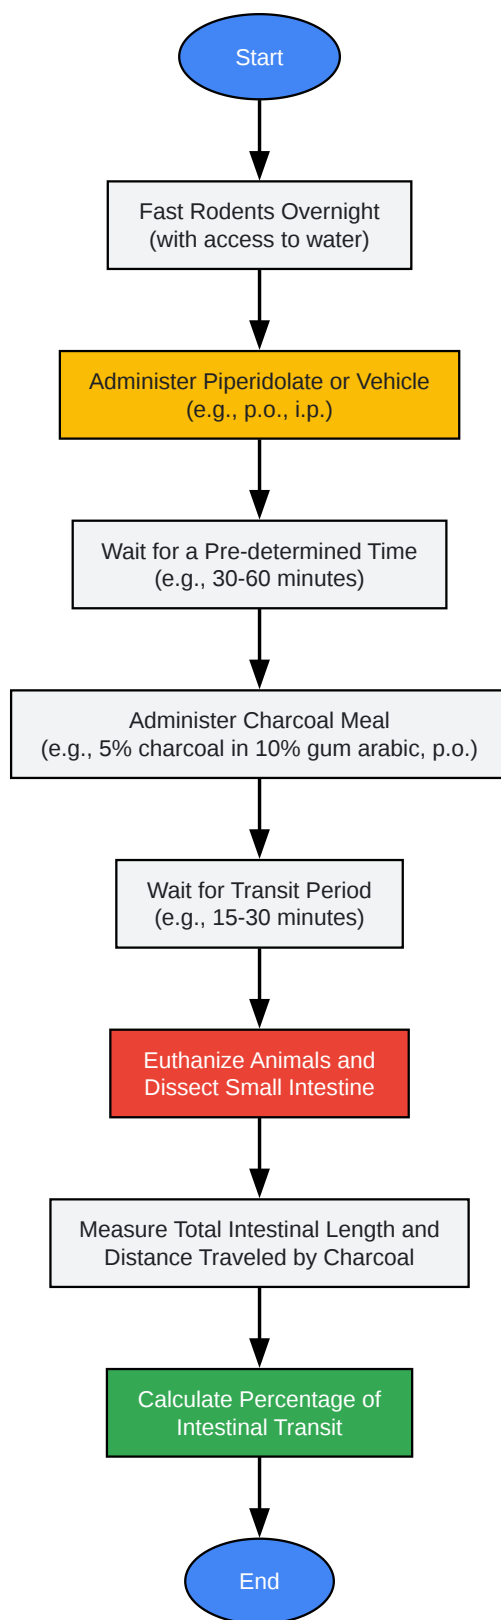 Start
Fast Rodents Overnight
(with access to water)
Administer Piperidolate or Vehicle
(e.g., p.o., i.p.)
Wait for a Pre-determined Time
(e.g., 30-60 minutes)
Administer Charcoal Meal
(e.g., 5% charcoal in 10% gum arabic, p.o.)
Wait for Transit Period
(e.g., 15-30 minutes)
Euthanize Animals and
Dissect Small Intestine
Measure Total Intestinal Length and
Distance Traveled by Charcoal
Calculate Percentage of
Intestinal Transit
End